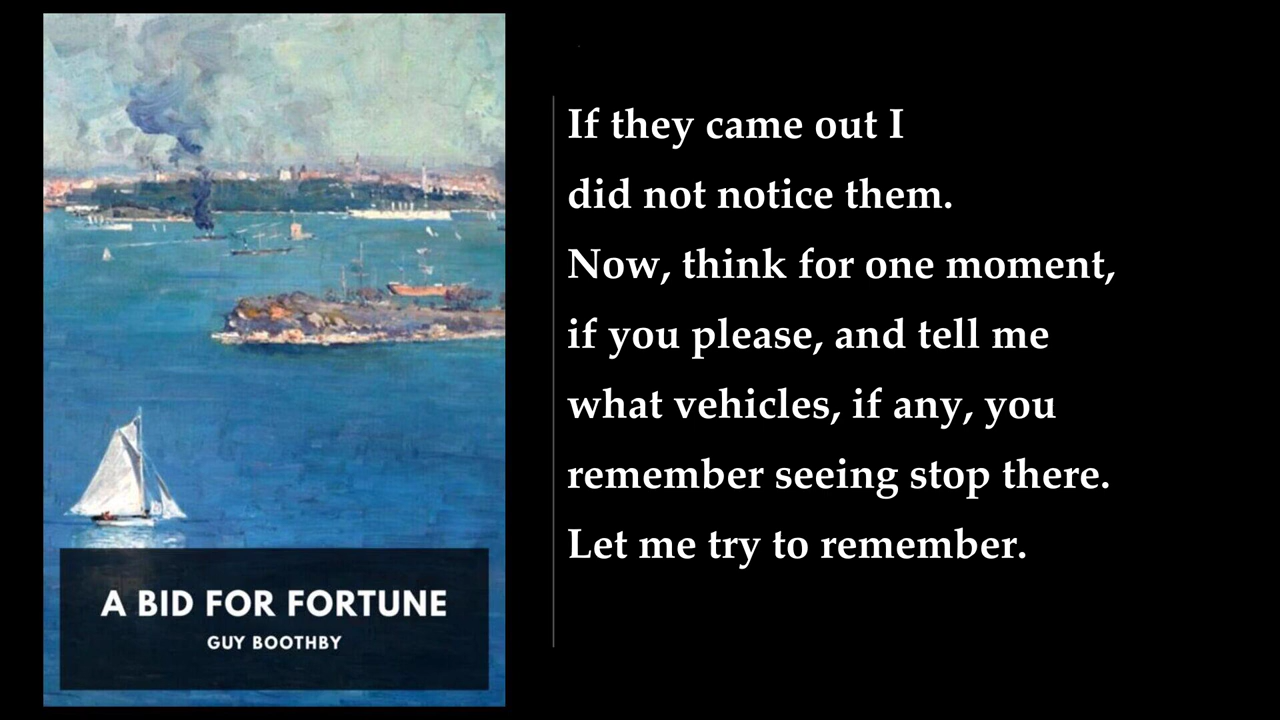 A BID FOR FORTUNE
GUY BOOTHBY
If they came out I
did not notice them.
Now, think for one moment,
if you please, and tell me
what vehicles, if any, you
remember seeing stop there.
Let me try to remember.